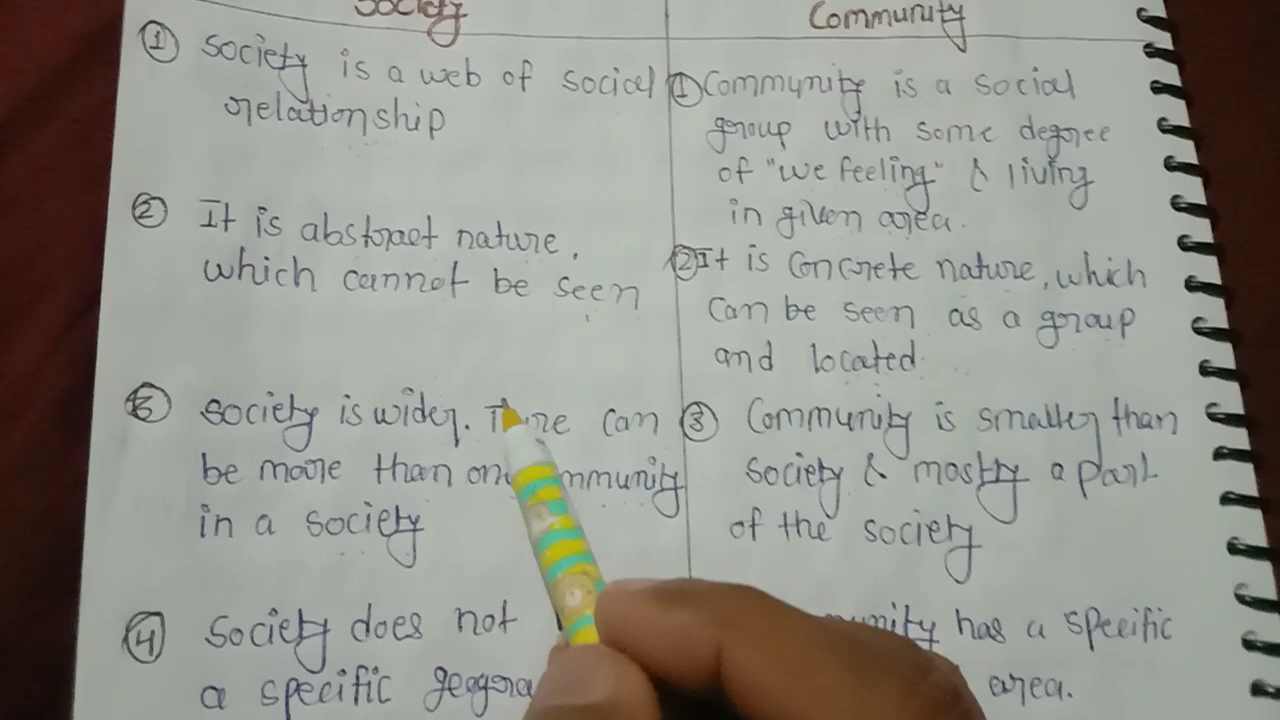 Society
Community
① Society is a web of social
relationship
① Community is a social
group with some degree
of "we feeling" & living
in given area.
② It is abstract nature,
which cannot be seen
② It is concrete nature, which
can be seen as a group
and located.
③ Society is wider. There can
be more than one community
in a society
③ Community is smaller than
society & mostly a part
of the society
④ Society does not
a specific
has a specific
area.